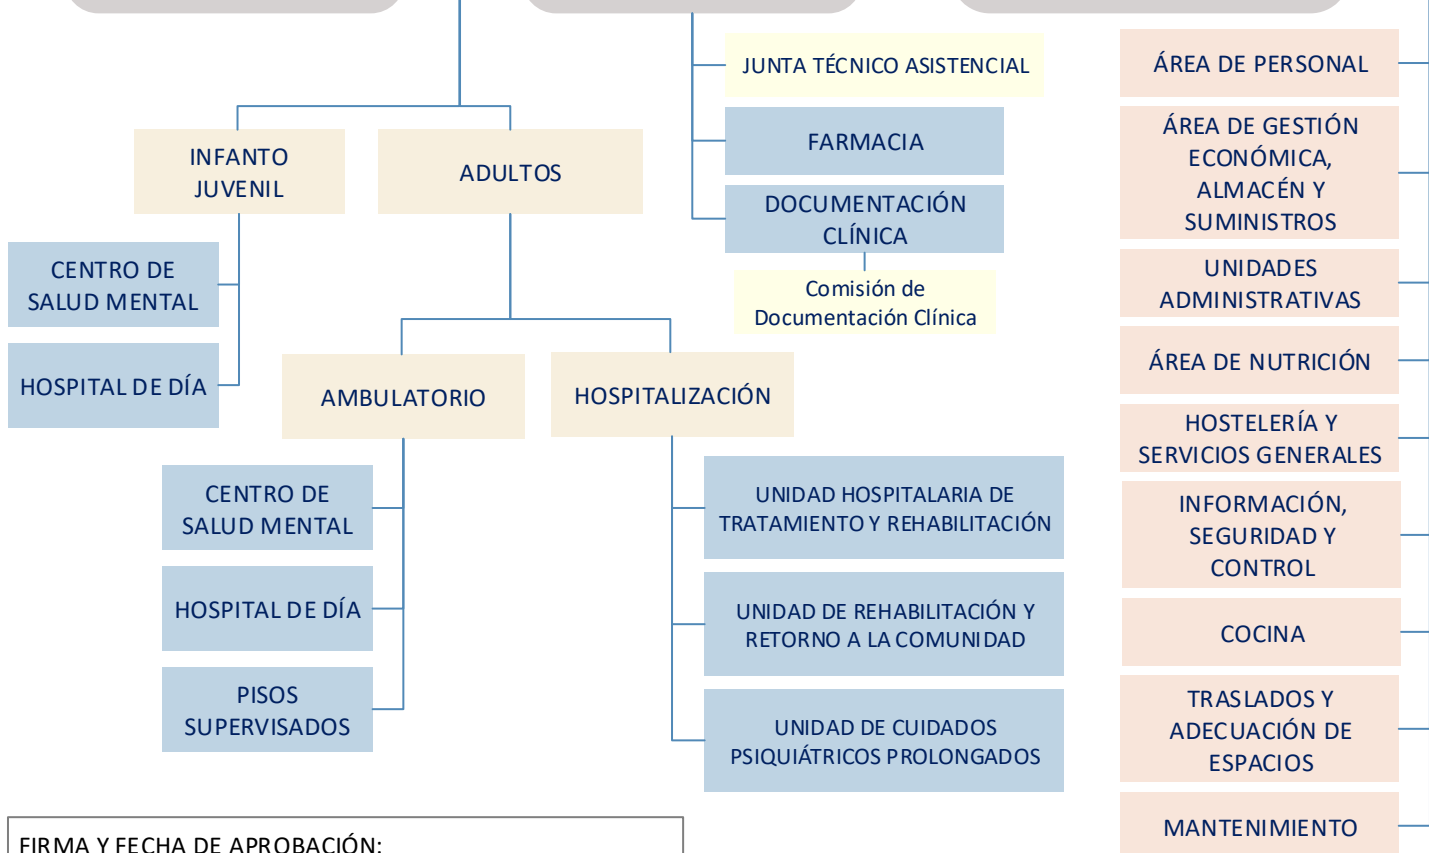 JUNTA TÉCNICO ASISTENCIAL
FARMACIA
DOCUMENTACIÓN
CLÍNICA
Comisión de
Documentación Clínica
INFANTO
JUVENIL
ADULTOS
CENTRO DE
SALUD MENTAL
HOSPITAL DE DÍA
AMBULATORIO
HOSPITALIZACIÓN
CENTRO DE
SALUD MENTAL
HOSPITAL DE DÍA
PISOS
SUPERVISADOS
UNIDAD HOSPITALARIA DE
TRATAMIENTO Y REHABILITACIÓN
UNIDAD DE REHABILITACIÓN Y
RETORNO A LA COMUNIDAD
UNIDAD DE CUIDADOS
PSIQUIÁTRICOS PROLONGADOS
ÁREA DE PERSONAL
ÁREA DE GESTIÓN
ECONÓMICA,
ALMACÉN Y
SUMINISTROS
UNIDADES
ADMINISTRATIVAS
ÁREA DE NUTRICIÓN
HOSTELERÍA Y
SERVICIOS GENERALES
INFORMACIÓN,
SEGURIDAD Y
CONTROL
COCINA
TRASLADOS Y
ADECUACIÓN DE
ESPACIOS
MANTENIMIENTO
FIRMA Y FECHA DE APROBACIÓN: